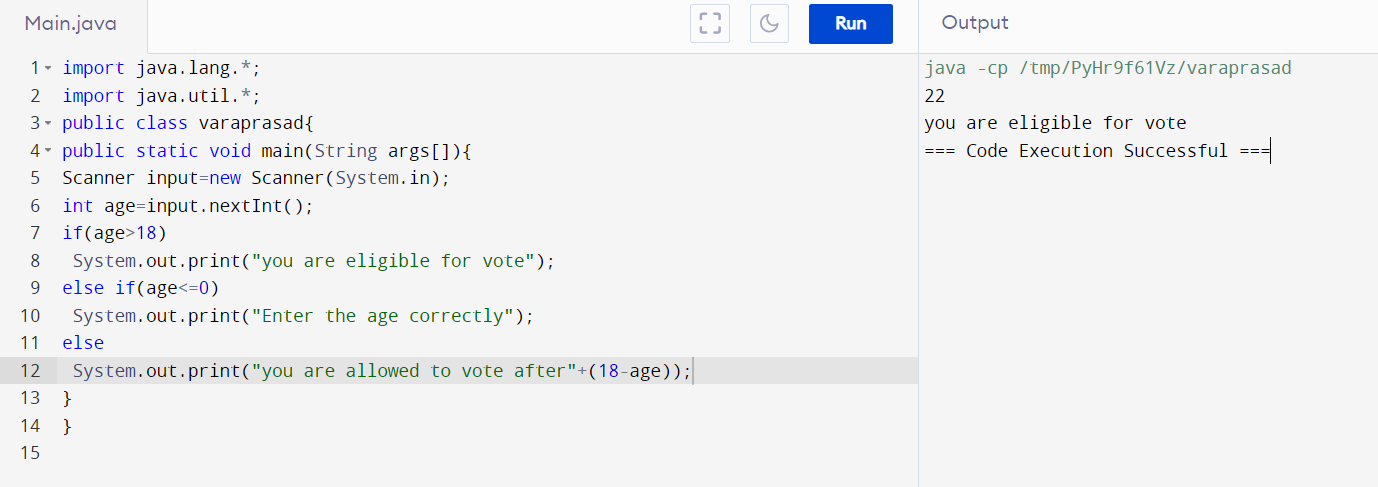 Main.java
Run
Output
1 import java.lang.*;
2 import java.util.*;
3 public class varaprasad{
4 public static void main(String args[]){
5 Scanner input=new Scanner(System.in);
6 int age=input.nextInt();
7 if(age>18)
8  System.out.print("you are eligible for vote");
9 else if(age<=0)
10  System.out.print("Enter the age correctly");
11 else
12  System.out.print("you are allowed to vote after"+(18-age));
13 }
14 }
15
java -cp /tmp/PyHr9f61Vz/varaprasad
22
you are eligible for vote
=== Code Execution Successful ===